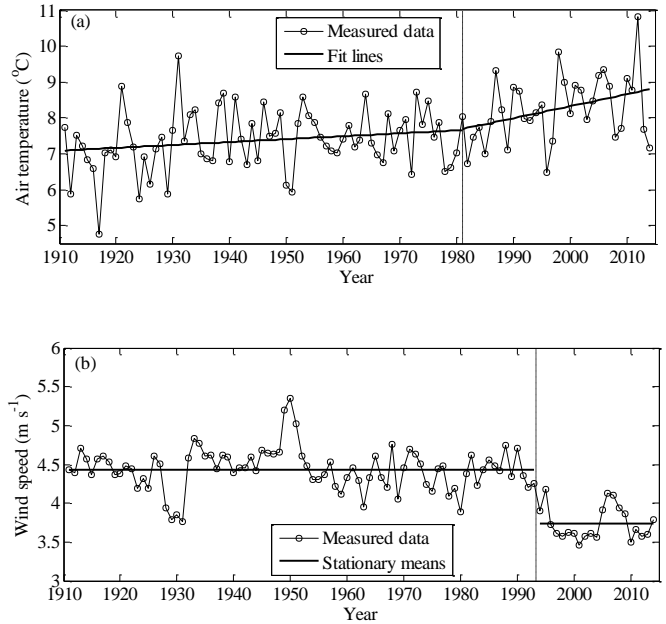 (a)
Measured data
Fit lines
Air temperature (°C)
11
10
9
8
7
6
5
1910 1920 1930 1940 1950 1960 1970 1980 1990 2000 2010
Year
(b)
Wind speed (m s-1)
6
5.5
5
4.5
4
3.5
3
Measured data
Stationary means
1910 1920 1930 1940 1950 1960 1970 1980 1990 2000 2010
Year